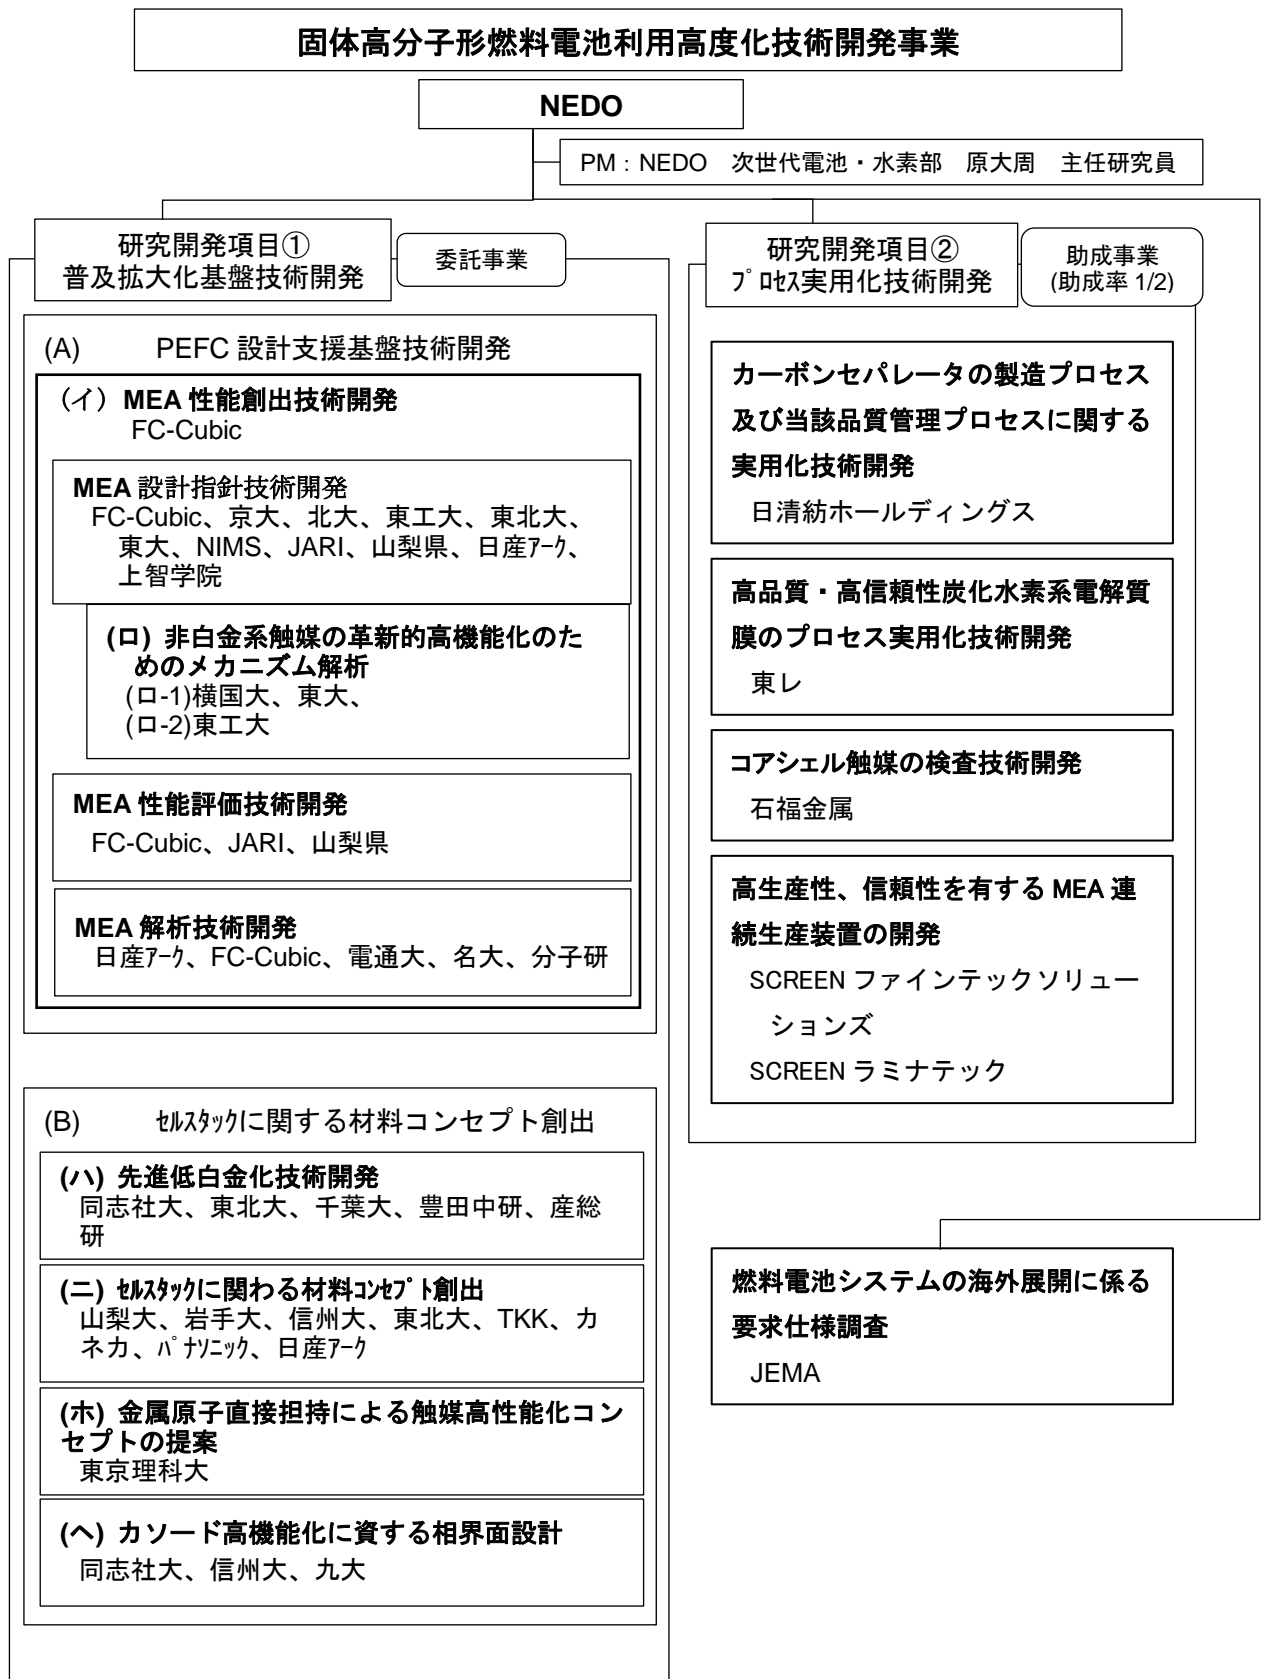 固体高分子形燃料電池利用高度化技術開発事業
NEDO
PM:NEDO 次世代電池・水素部 原大周 主任研究員
研究開発項目①
普及拡大化基盤技術開発
委託事業
(A) PEFC 設計支援基盤技術開発
(イ) MEA 性能創出技術開発
FC-Cubic
MEA 設計指針技術開発
FC-Cubic、京大、北大、東工大、東北大、
東大、NIMS、JARI、山梨県、日産ｱｰｸ、
上智学院
(ロ) 非白金系触媒の革新的高機能化のた
めのメカニズム解析
(ロ-1)横国大、東大、
(ロ-2)東工大
MEA 性能評価技術開発
FC-Cubic、JARI、山梨県
MEA 解析技術開発
日産ｱｰｸ、FC-Cubic、電通大、名大、分子研
(B) ｾﾙｽﾀｯｸに関する材料コンセプト創出
(ハ) 先進低白金化技術開発
同志社大、東北大、千葉大、豊田中研、産総
研
(ニ) ｾﾙｽﾀｯｸに関わる材料ｺﾝｾﾌﾟﾄ創出
山梨大、岩手大、信州大、東北大、TKK、カ
ネカ、ﾊﾟﾅｿﾆｯｸ、日産ｱｰｸ
(ホ) 金属原子直接担持による触媒高性能化コン
セプトの提案
東京理科大
(ヘ) カソード高機能化に資する相界面設計
同志社大、信州大、九大
研究開発項目②
ﾌﾟﾛｾｽ実用化技術開発
助成事業
(助成率 1/2)
カーボンセパレータの製造プロセス
及び当該品質管理プロセスに関する
実用化技術開発
日清紡ホールディングス
高品質・高信頼性炭化水素系電解質
膜のプロセス実用化技術開発
東レ
コアシェル触媒の検査技術開発
石福金属
高生産性、信頼性を有する MEA 連
続生産装置の開発
SCREEN ファインテックソリュー
ションズ
SCREEN ラミナテック
燃料電池システムの海外展開に係る
要求仕様調査
JEMA